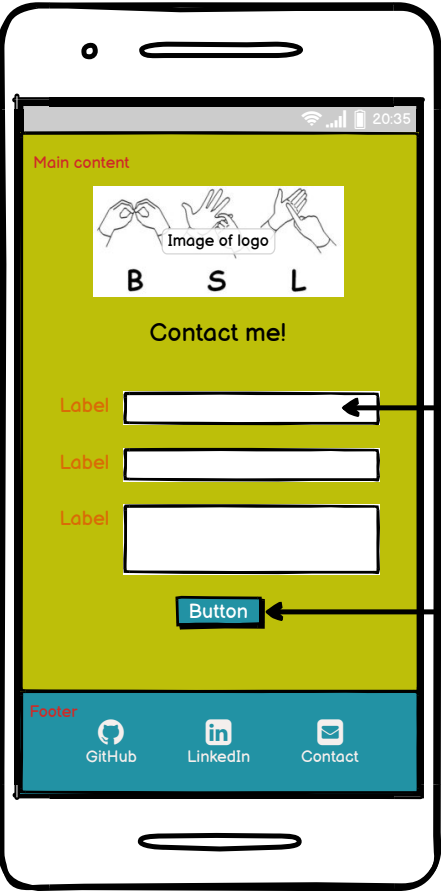 20:35
Main content
Image of logo
B S L
Contact me!
Label
Label
Label
Button
Footer
GitHub LinkedIn Contact